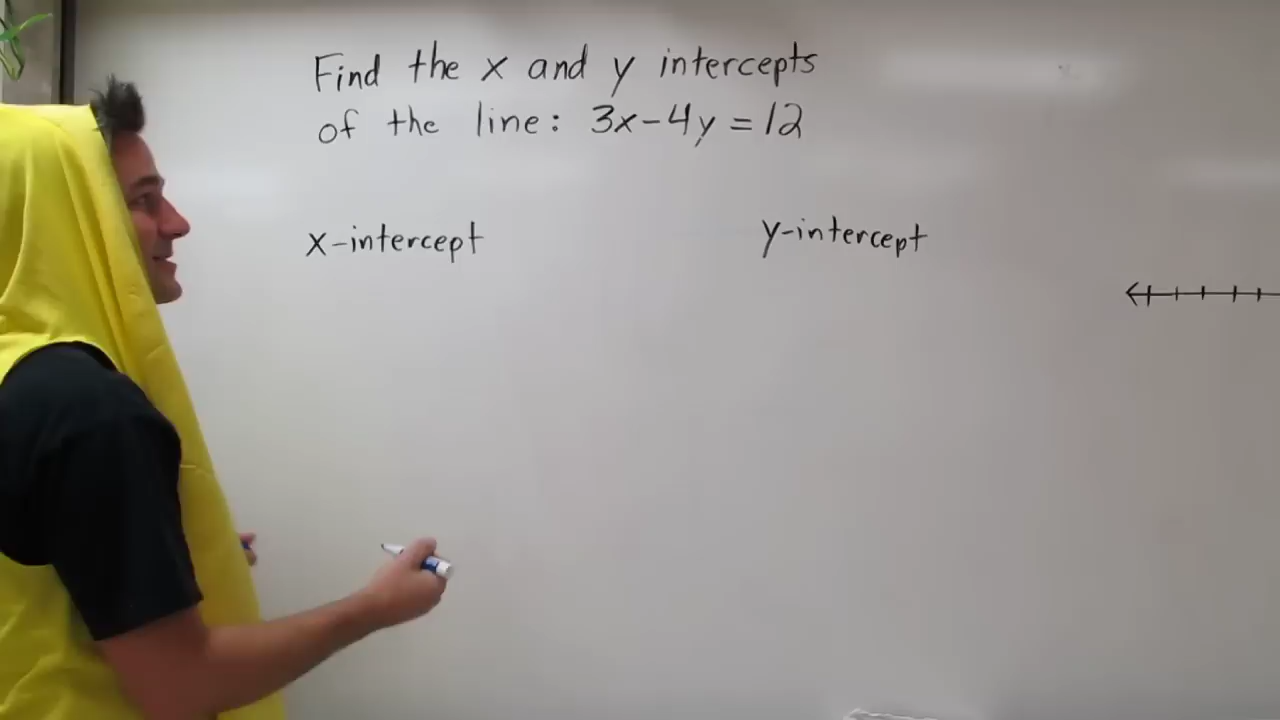 Find the x and y intercepts
of the line: 3x-4y=12
x-intercept y-intercept